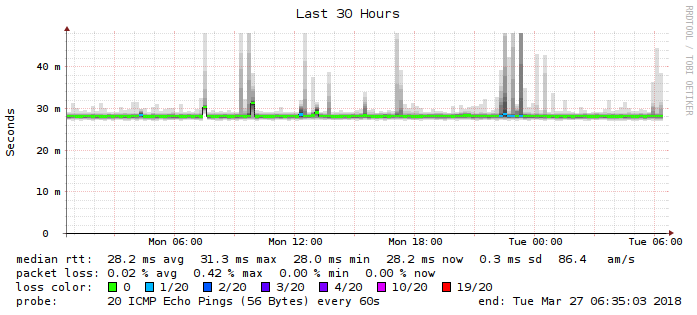 Last 30 Hours
RRDTOOL / TOBI OETIKER
Seconds
40 m
30 m
20 m
10 m
0
Mon 06:00 Mon 12:00 Mon 18:00 Tue 00:00 Tue 06:00
median rtt: 28.2 ms avg 31.3 ms max 28.0 ms min 28.2 ms now 0.3 ms sd 86.4 am/s
packet loss: 0.02 % avg 0.42 % max 0.00 % min 0.00 % now
loss color: 0 1/20 2/20 3/20 4/20 10/20 19/20
probe: 20 ICMP Echo Pings (56 Bytes) every 60s end: Tue Mar 27 06:35:03 2018